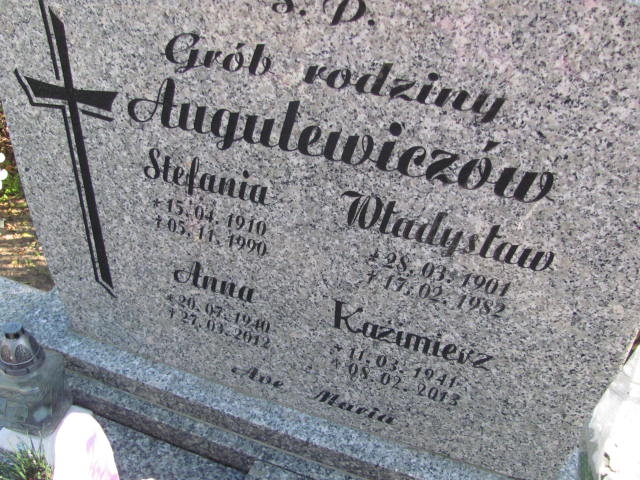 Ś. P.
Grób rodziny
Augulewiczów
Stefania
* 15. 04. 1910
† 05. 11. 1990
Władysław
* 28. 03. 1901
† 17. 02. 1982
Anna
* 20. 07. 1940
† 27. 03. 2012
Kazimierz
* 11. 03. 1941
† 08. 02. 2013
Ave Maria